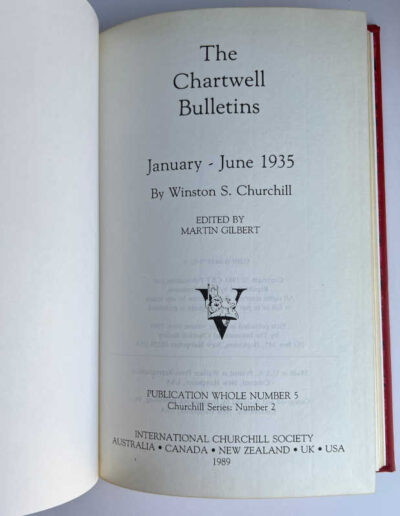 The
Chartwell
Bulletins
January - June 1935
By Winston S. Churchill
EDITED BY
MARTIN GILBERT
V
PUBLICATION WHOLE NUMBER 5
Churchill Series: Number 2
INTERNATIONAL CHURCHILL SOCIETY
AUSTRALIA • CANADA • NEW ZEALAND • UK • USA
1989